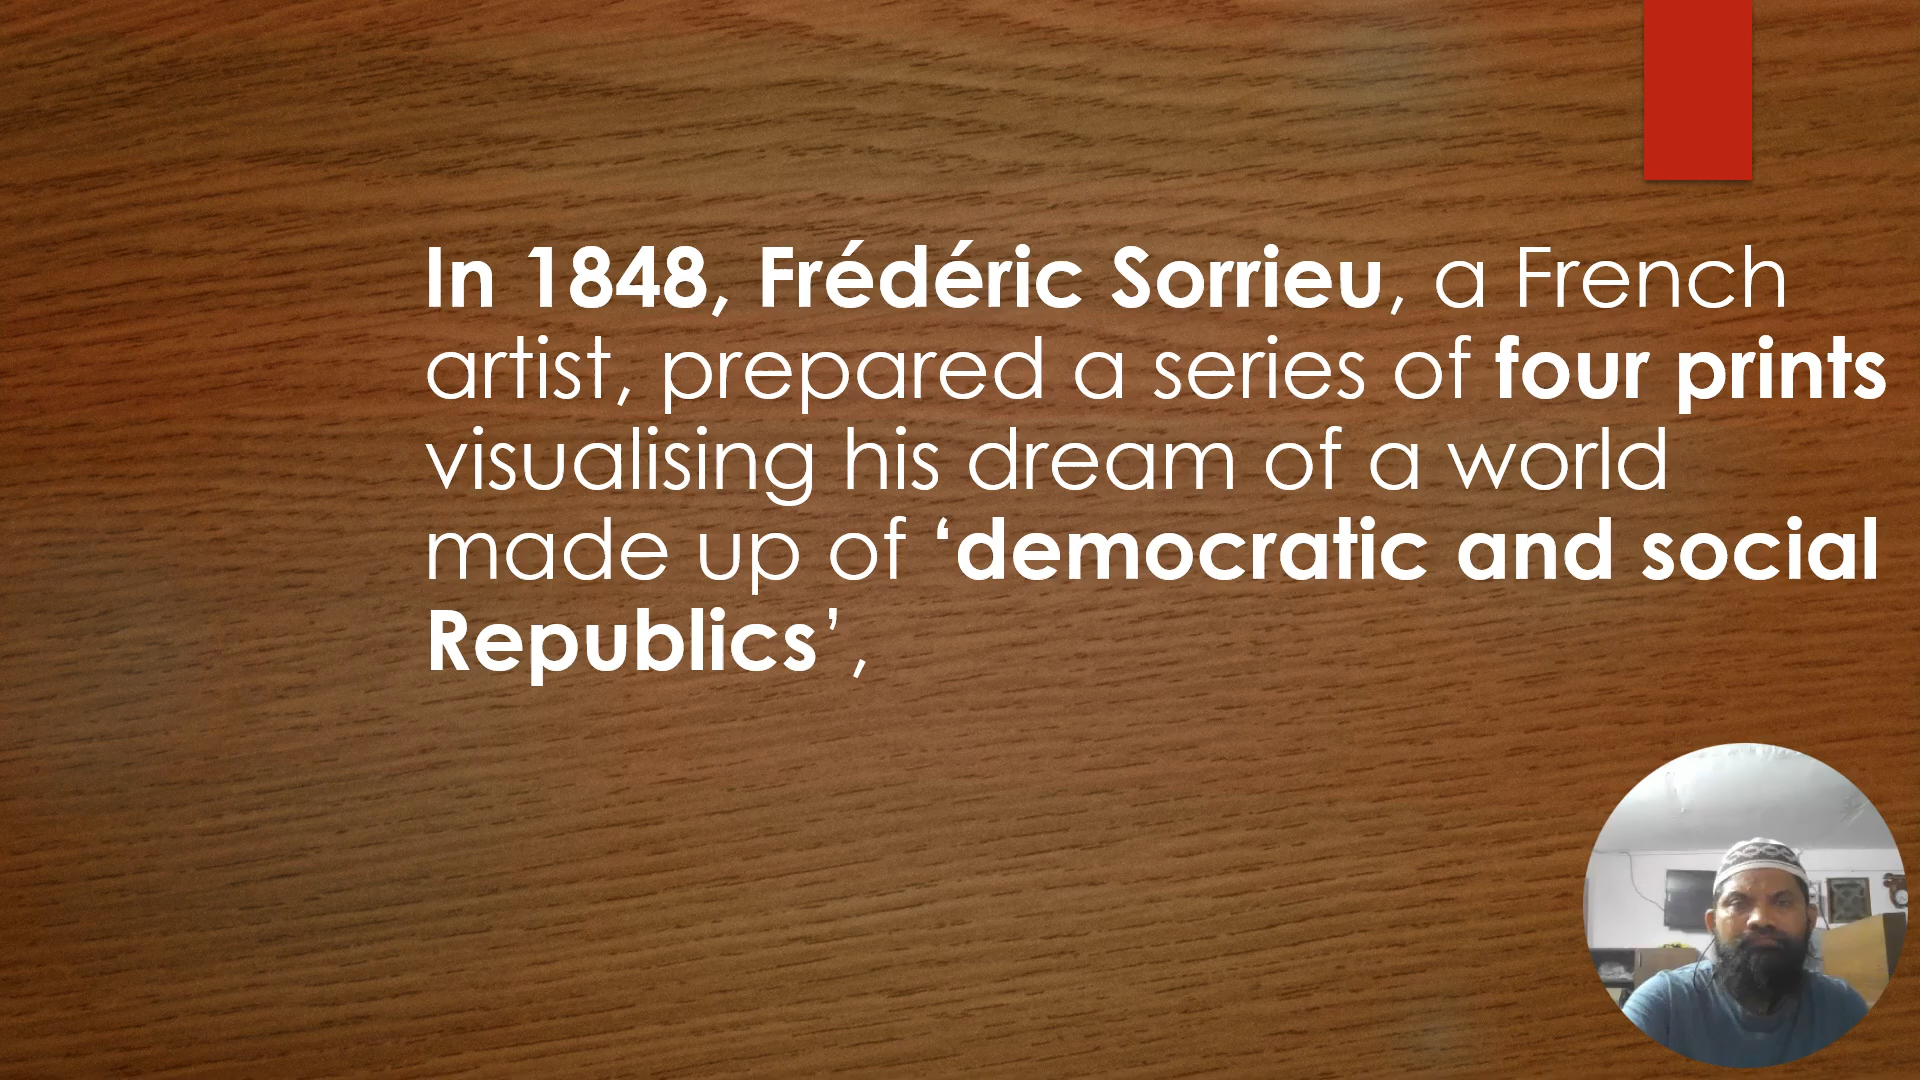 In 1848, Frédéric Sorrieu, a French
artist, prepared a series of four prints
visualising his dream of a world
made up of ‘democratic and social
Republics’,